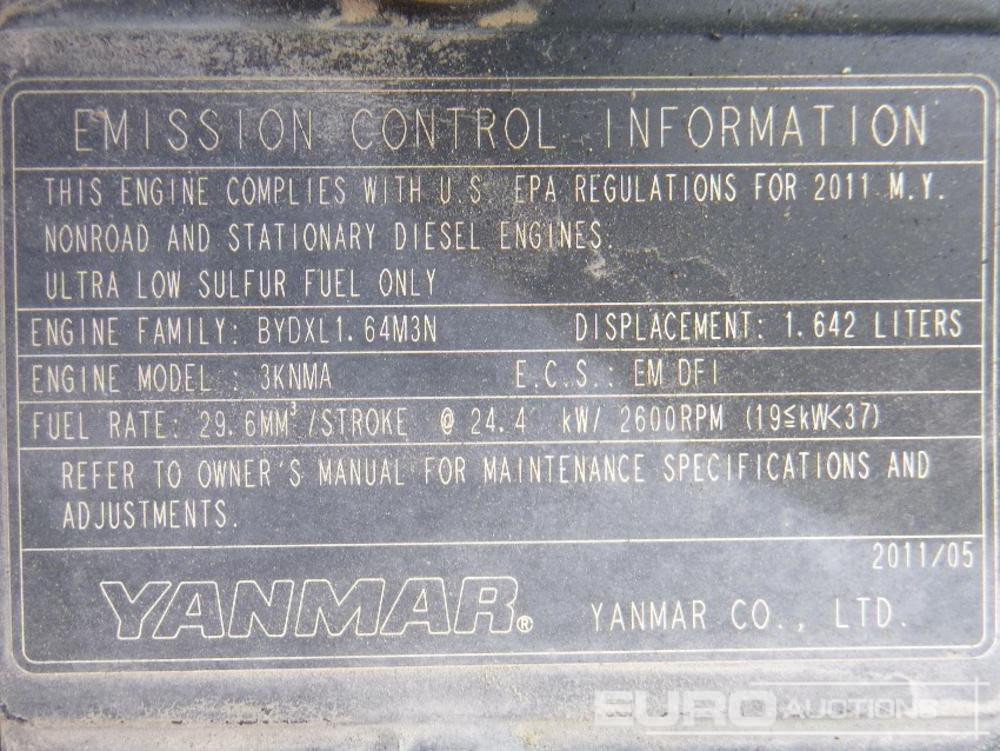 EMISSION CONTROL INFORMATION
THIS ENGINE COMPLIES WITH U.S. EPA REGULATIONS FOR 2011 M.Y.
NONROAD AND STATIONARY DIESEL ENGINES.
ULTRA LOW SULFUR FUEL ONLY
ENGINE FAMILY: BYDXL1.64M3N DISPLACEMENT: 1.642 LITERS
ENGINE MODEL : 3KNMA E.C.S.: EM DFI
FUEL RATE: 29.6MM³/STROKE @ 24.4 kW/ 2600RPM (19≦kW<37)
REFER TO OWNER'S MANUAL FOR MAINTENANCE SPECIFICATIONS AND
ADJUSTMENTS.
2011/05
YANMAR® YANMAR CO., LTD.
EURO AUCTIONS